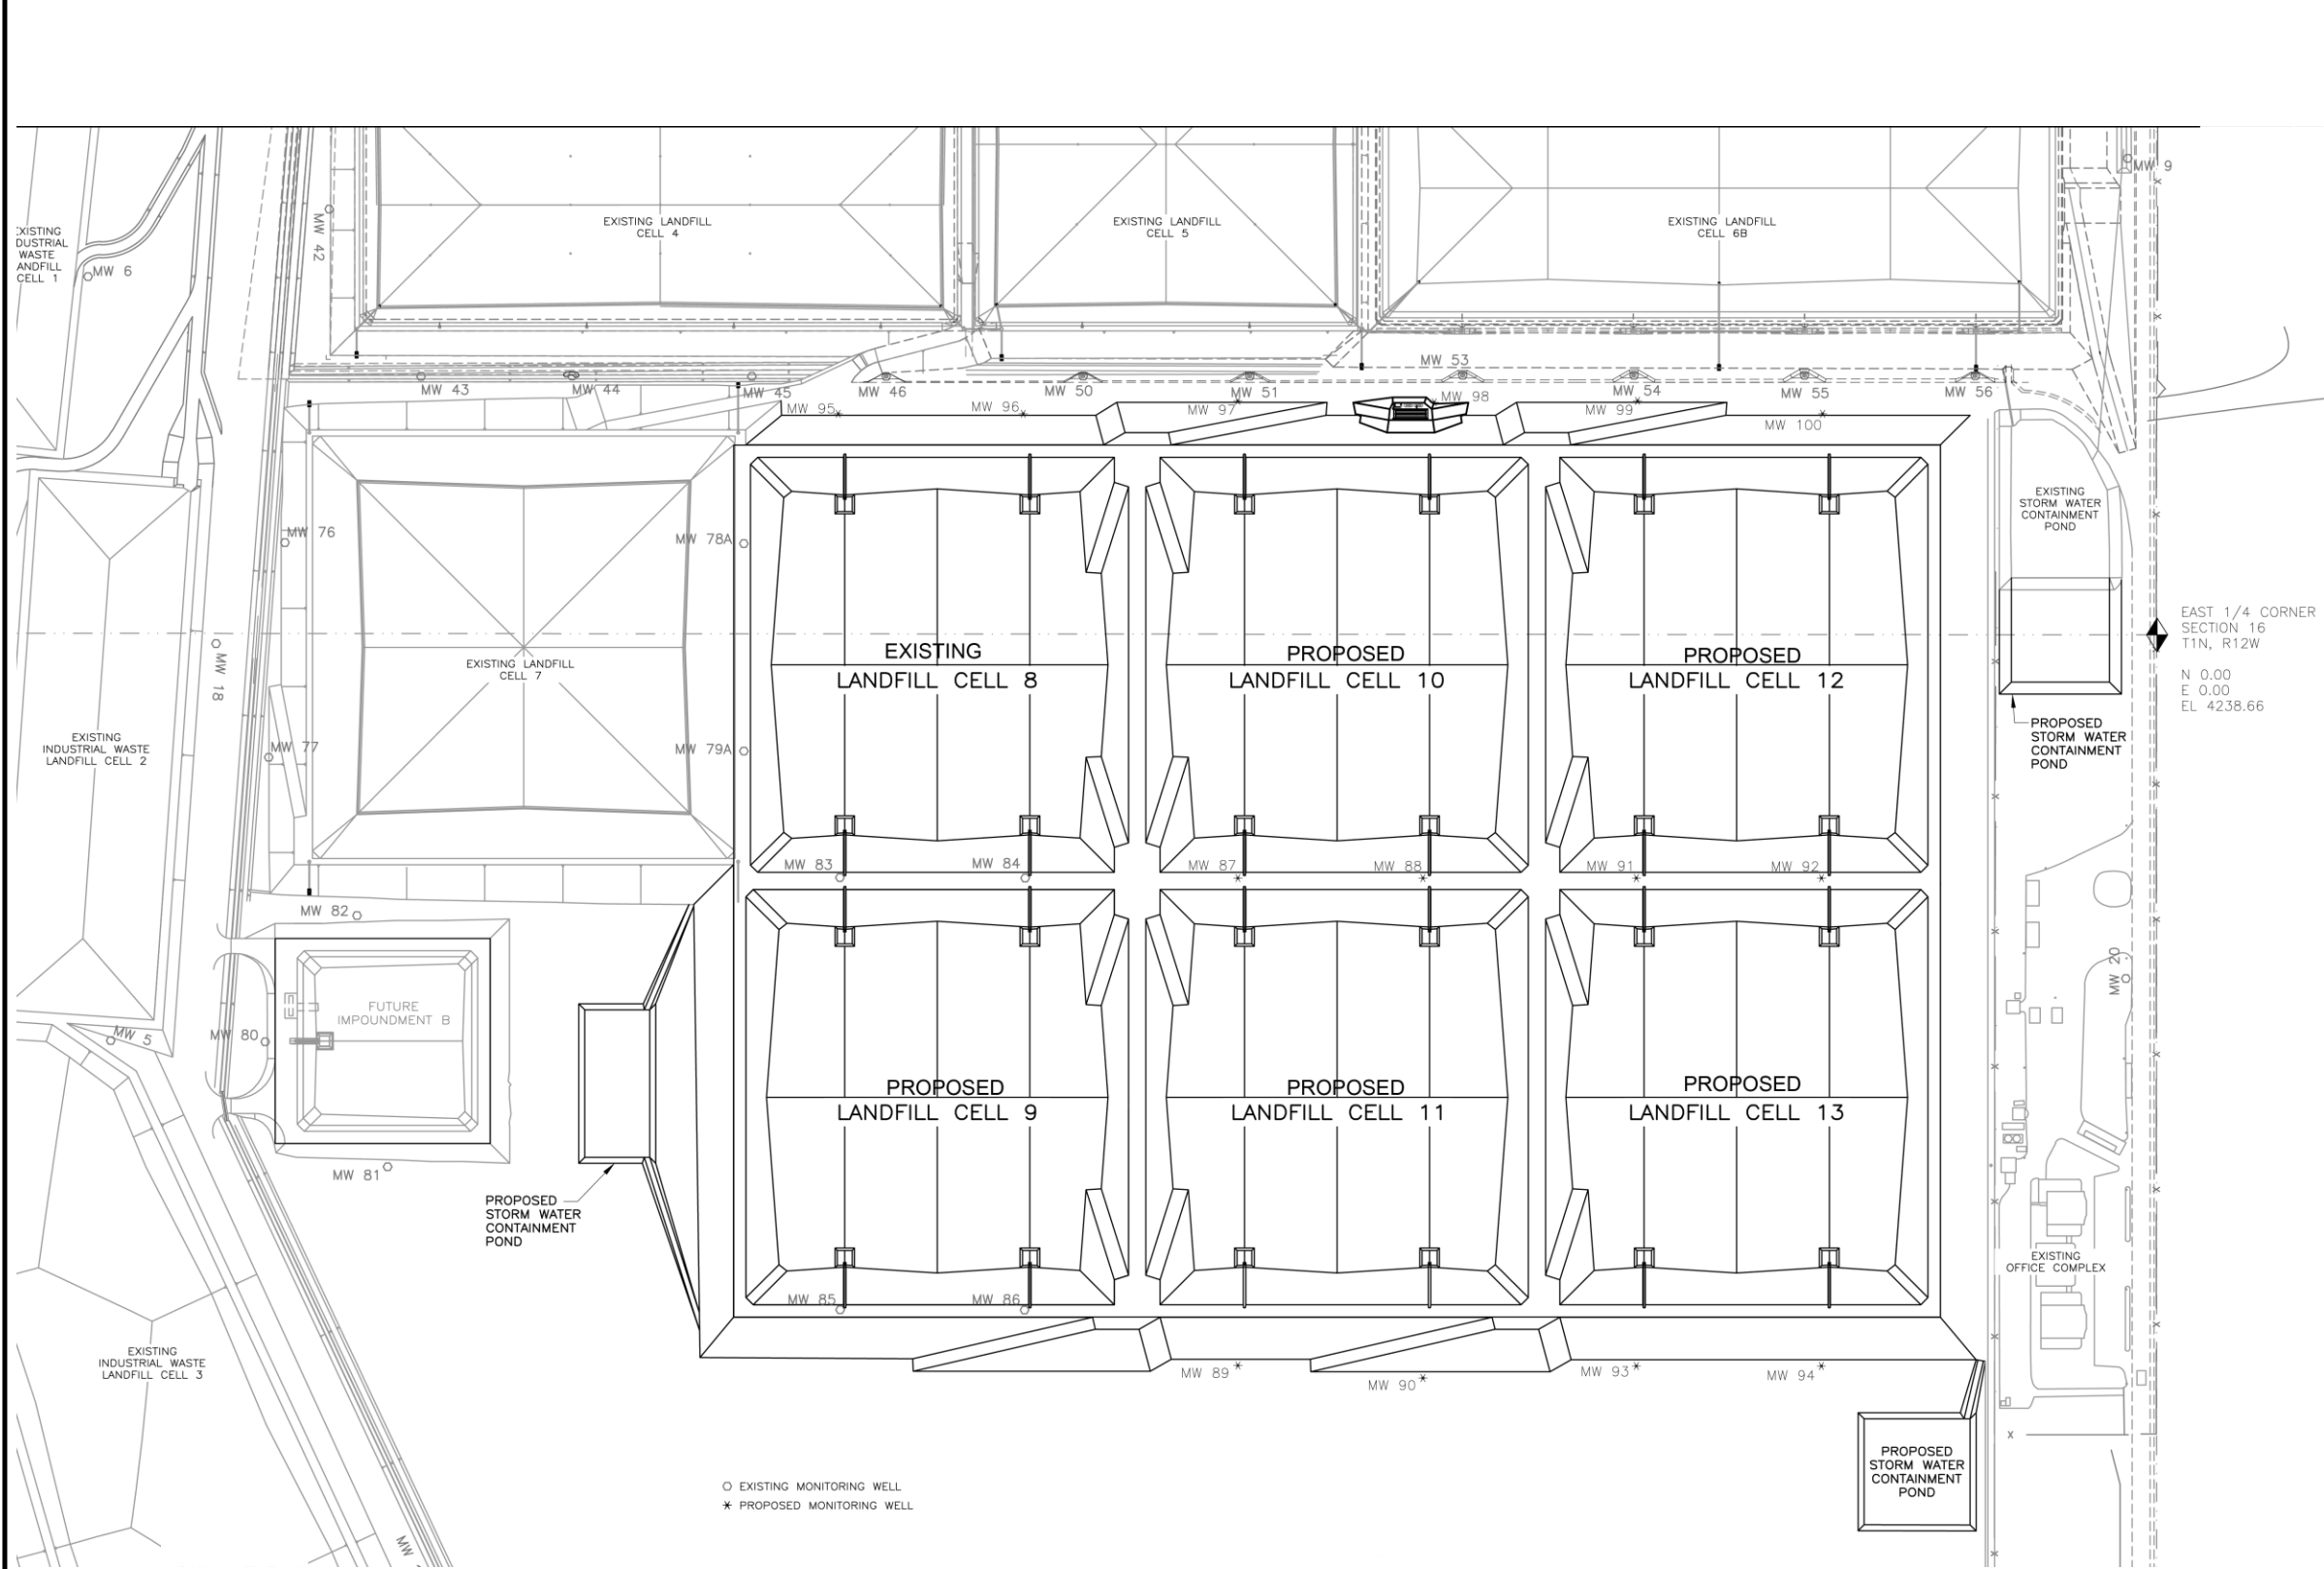 MW 9
MW 42
EXISTING LANDFILL
CELL 4
EXISTING LANDFILL
CELL 5
EXISTING LANDFILL
CELL 6B
XISTING
DUSTRIAL
WASTE
ANDFILL
CELL 1
MW 6
MW 53
MW 43
MW 44
MW 45
MW 46
MW 50
MW 51
MW 54
MW 55
MW 56
MW 95
MW 96
MW 97
MW 98
MW 99
MW 100
EXISTING
STORM WATER
CONTAINMENT
POND
MW 76
MW 78A
EAST 1/4 CORNER
SECTION 16
T1N, R12W
N 0.00
E 0.00
EL 4238.66
MW 18
EXISTING LANDFILL
CELL 7
EXISTING
LANDFILL CELL 8
PROPOSED
LANDFILL CELL 10
PROPOSED
LANDFILL CELL 12
PROPOSED
STORM WATER
CONTAINMENT
POND
EXISTING
INDUSTRIAL WASTE
LANDFILL CELL 2
MW 77
MW 79A
MW 83
MW 84
MW 87
MW 88
MW 91
MW 92
MW 82
MW 20
FUTURE
IMPOUNDMENT B
MW 5
MW 80
PROPOSED
LANDFILL CELL 9
PROPOSED
LANDFILL CELL 11
PROPOSED
LANDFILL CELL 13
MW 81
PROPOSED
STORM WATER
CONTAINMENT
POND
EXISTING
OFFICE COMPLEX
MW 85
MW 86
EXISTING
INDUSTRIAL WASTE
LANDFILL CELL 3
MW 89
MW 90
MW 93
MW 94
PROPOSED
STORM WATER
CONTAINMENT
POND
EXISTING MONITORING WELL
PROPOSED MONITORING WELL
MW